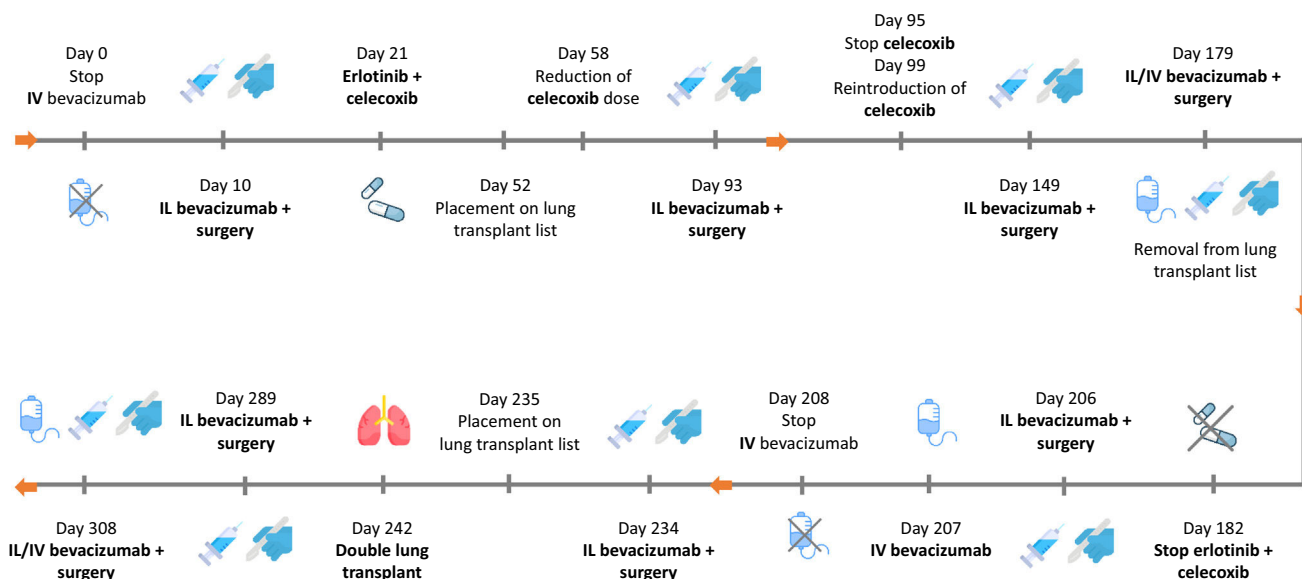 Day 0
Stop
IV bevacizumab
Day 10
IL bevacizumab +
surgery
Day 21
Erlotinib +
celecoxib
Day 52
Placement on lung
transplant list
Day 58
Reduction of
celecoxib dose
Day 93
IL bevacizumab +
surgery
Day 95
Stop celecoxib
Day 99
Reintroduction of
celecoxib
Day 149
IL bevacizumab +
surgery
Day 179
IL/IV bevacizumab +
surgery
Removal from lung
transplant list
Day 182
Stop erlotinib +
celecoxib
Day 206
IL bevacizumab +
surgery
Day 207
IV bevacizumab
Day 208
Stop
IV bevacizumab
Day 234
IL bevacizumab +
surgery
Day 235
Placement on
lung transplant list
Day 242
Double lung
transplant
Day 289
IL bevacizumab +
surgery
Day 308
IL/IV bevacizumab +
surgery